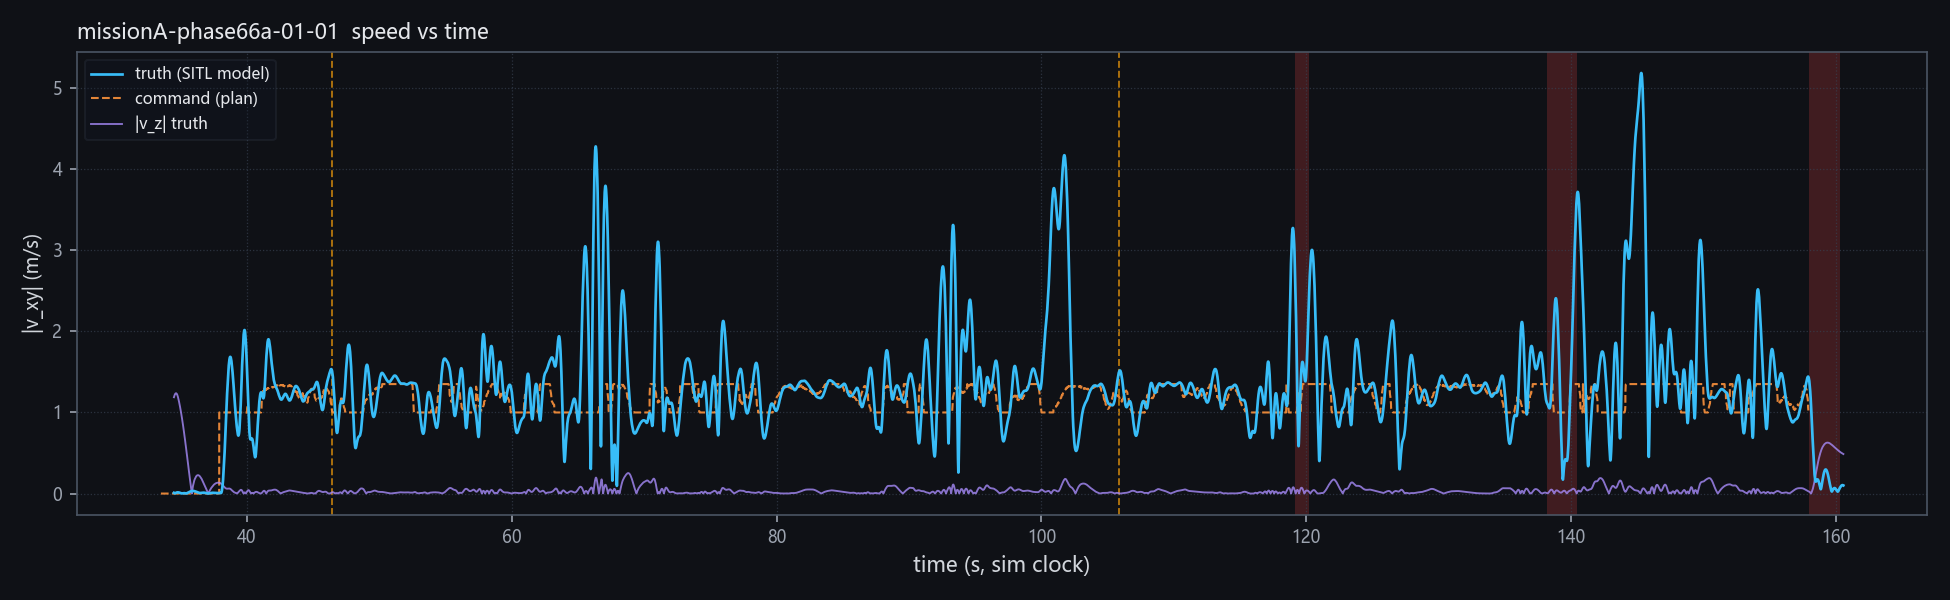 missionA-phase66a-01-01 speed vs time
truth (SITL model)
command (plan)
|v_z| truth
|v_xy| (m/s)
5
4
3
2
1
0
40 60 80 100 120 140 160
time (s, sim clock)